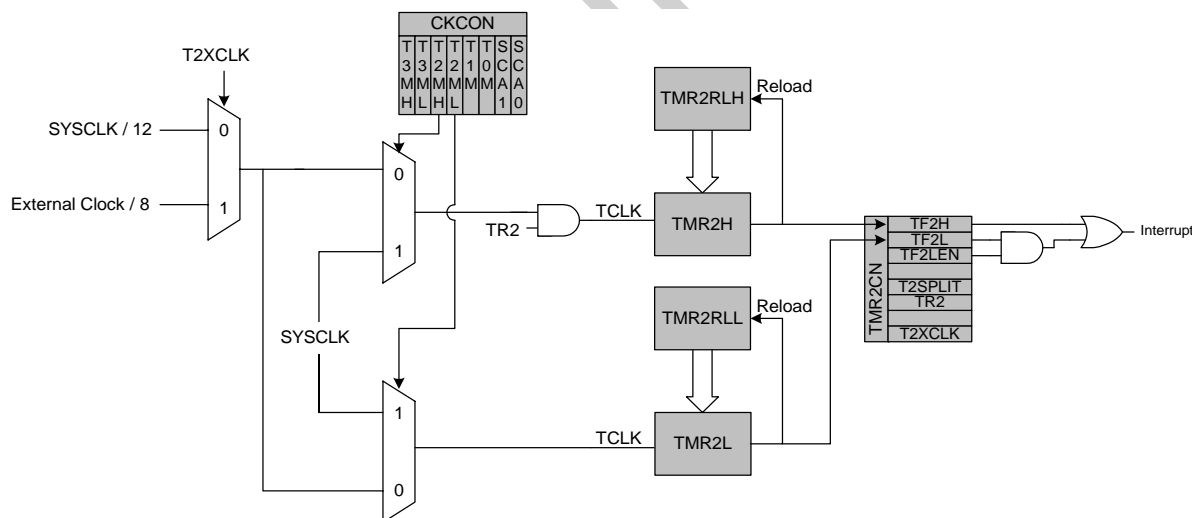 CKCON
T3MH
T3ML
T2MH
T2ML
T1M
T0M
SCA1
SCA0
T2XCLK
SYSCLK / 12
0
External Clock / 8
1
0
1
TR2
TCLK
SYSCLK
1
0
TCLK
TMR2RLH
Reload
TMR2H
TMR2RLL
Reload
TMR2L
TMR2CN
TF2H
TF2L
TF2LEN
T2SPLIT
TR2
T2XCLK
Interrupt